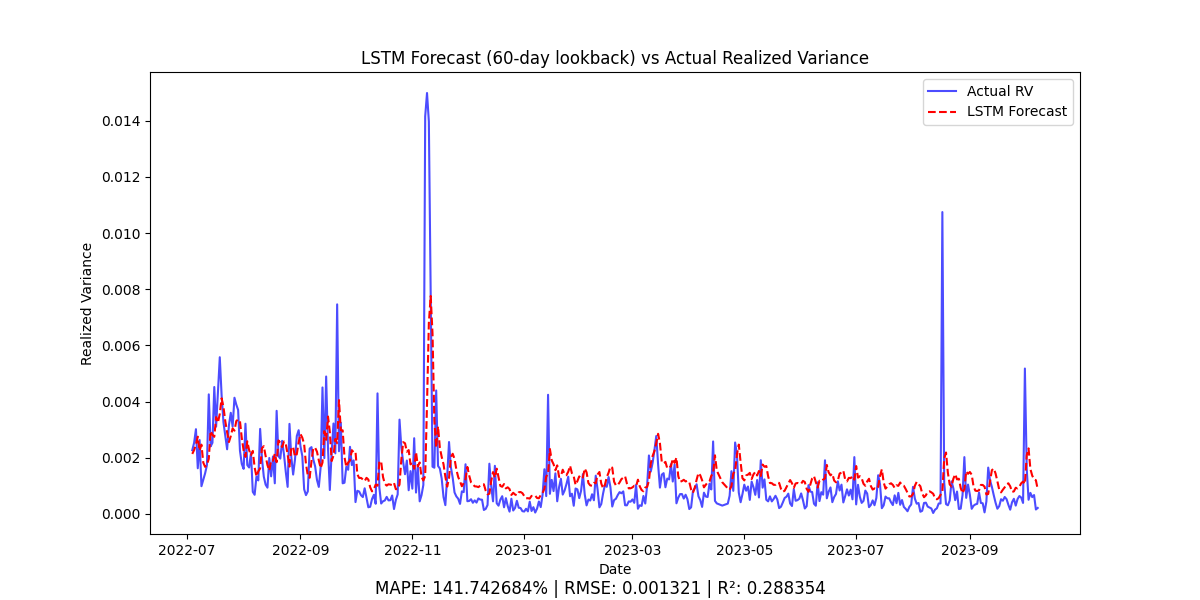 LSTM Forecast (60-day lookback) vs Actual Realized Variance
Actual RV
LSTM Forecast
Realized Variance
0.014
0.012
0.010
0.008
0.006
0.004
0.002
0.000
2022-07 2022-09 2022-11 2023-01 2023-03 2023-05 2023-07 2023-09
Date
MAPE: 141.742684% | RMSE: 0.001321 | R²: 0.288354